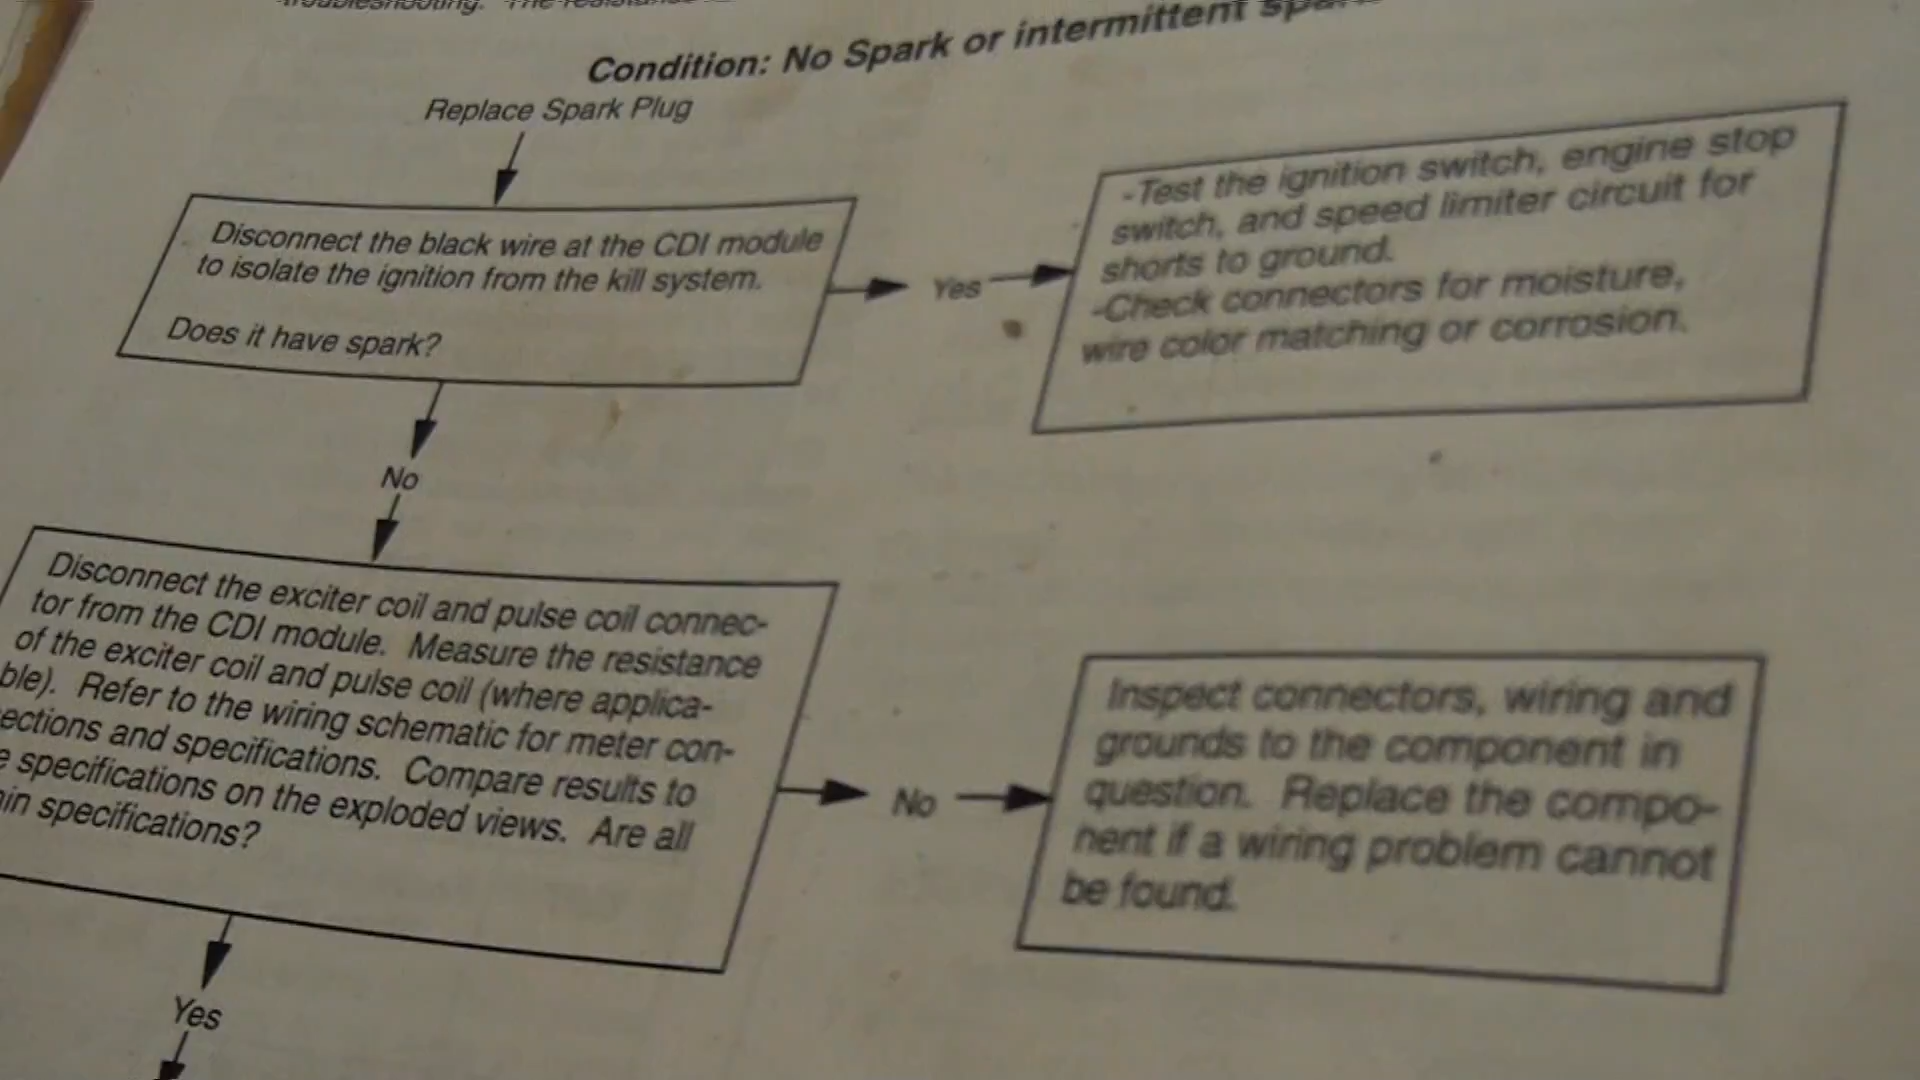 troubleshooting. The resistance
Condition: No Spark or intermittent
Replace Spark Plug
Disconnect the black wire at the CDI module
to isolate the ignition from the kill system.
Does it have spark?
Yes
-Test the ignition switch, engine stop
switch, and speed limiter circuit for
shorts to ground.
-Check connectors for moisture,
wire color matching or corrosion.
No
Disconnect the exciter coil and pulse coil connec-
tor from the CDI module. Measure the resistance
of the exciter coil and pulse coil (where applica-
ble). Refer to the wiring schematic for meter con-
ections and specifications. Compare results to
specifications on the exploded views. Are all
in specifications?
No
Inspect connectors, wiring and
grounds to the component in
question. Replace the compo-
nent if a wiring problem cannot
be found.
Yes